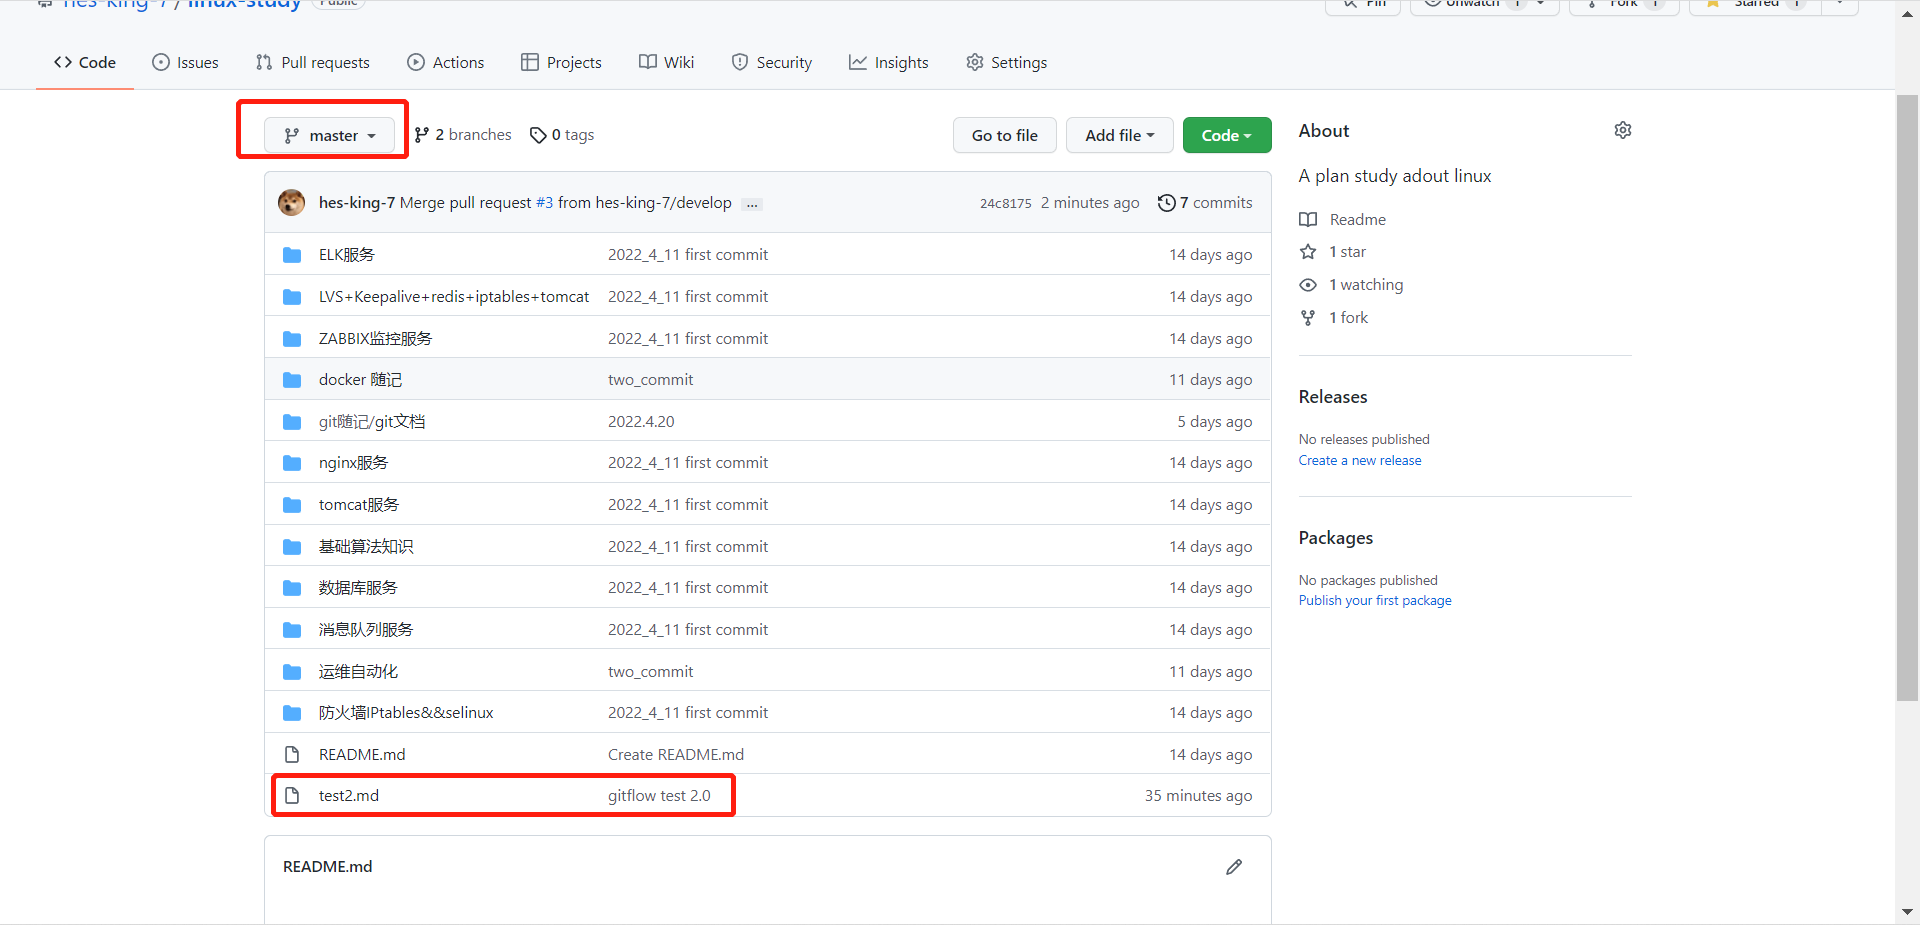 hes-king-7 / linux-study Public
Pin Unwatch 1 Fork 1 Starred 1
Code Issues Pull requests Actions Projects Wiki Security Insights Settings
master 2 branches 0 tags Go to file Add file Code
hes-king-7 Merge pull request #3 from hes-king-7/develop ... 24c8175 2 minutes ago 7 commits
ELK服务 2022_4_11 first commit 14 days ago
LVS+Keepalive+redis+iptables+tomcat 2022_4_11 first commit 14 days ago
ZABBIX监控服务 2022_4_11 first commit 14 days ago
docker 随记 two_commit 11 days ago
git随记/git文档 2022.4.20 5 days ago
nginx服务 2022_4_11 first commit 14 days ago
tomcat服务 2022_4_11 first commit 14 days ago
基础算法知识 2022_4_11 first commit 14 days ago
数据库服务 2022_4_11 first commit 14 days ago
消息队列服务 2022_4_11 first commit 14 days ago
运维自动化 two_commit 11 days ago
防火墙IPtables&&selinux 2022_4_11 first commit 14 days ago
README.md Create README.md 14 days ago
test2.md gitflow test 2.0 35 minutes ago
README.md
About
A plan study adout linux
Readme
1 star
1 watching
1 fork
Releases
No releases published
Create a new release
Packages
No packages published
Publish your first package